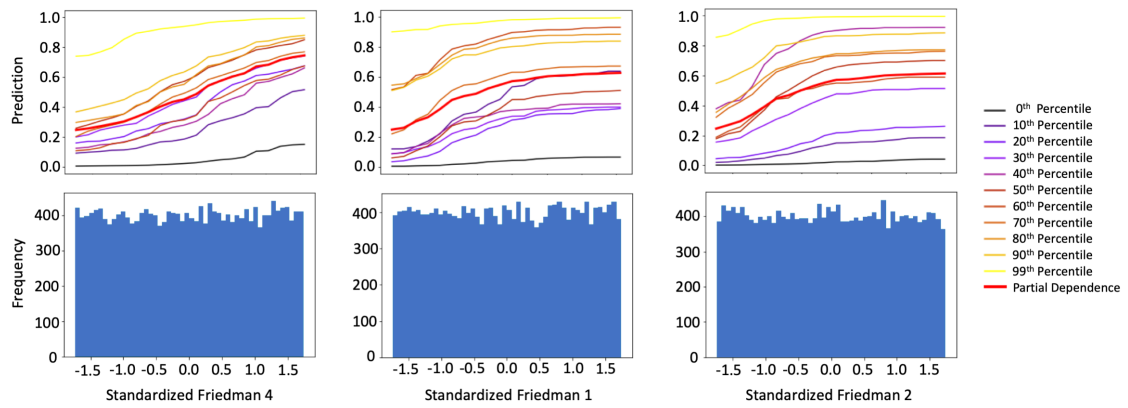 1.0
0.8
0.6
0.4
0.2
0.0
Prediction
1.0
0.8
0.6
0.4
0.2
0.0
1.0
0.8
0.6
0.4
0.2
0.0
0th Percentile
10th Percentile
20th Percentile
30th Percentile
40th Percentile
50th Percentile
60th Percentile
70th Percentile
80th Percentile
90th Percentile
99th Percentile
Partial Dependence
400
300
200
100
0
Frequency
-1.5 -1.0 -0.5 0.0 0.5 1.0 1.5
Standardized Friedman 4
400
300
200
100
0
-1.5 -1.0 -0.5 0.0 0.5 1.0 1.5
Standardized Friedman 1
400
300
200
100
0
-1.5 -1.0 -0.5 0.0 0.5 1.0 1.5
Standardized Friedman 2